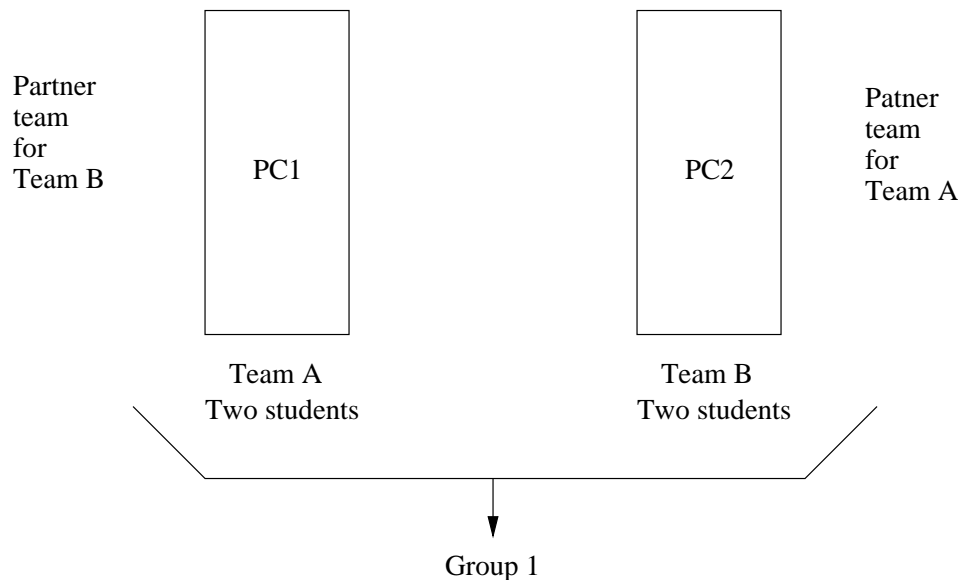 Partner
team
for
Team B
PC1
PC2
Patner
team
for
Team A
Team A
Two students
Team B
Two students
Group 1